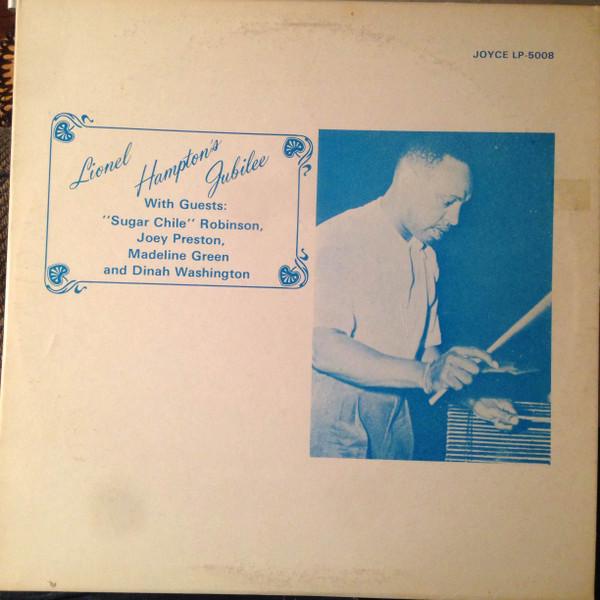 JOYCE LP-5008
Lionel
Hampton's
Jubilee
With Guests:
"Sugar Chile" Robinson,
Joey Preston,
Madeline Green
and Dinah Washington